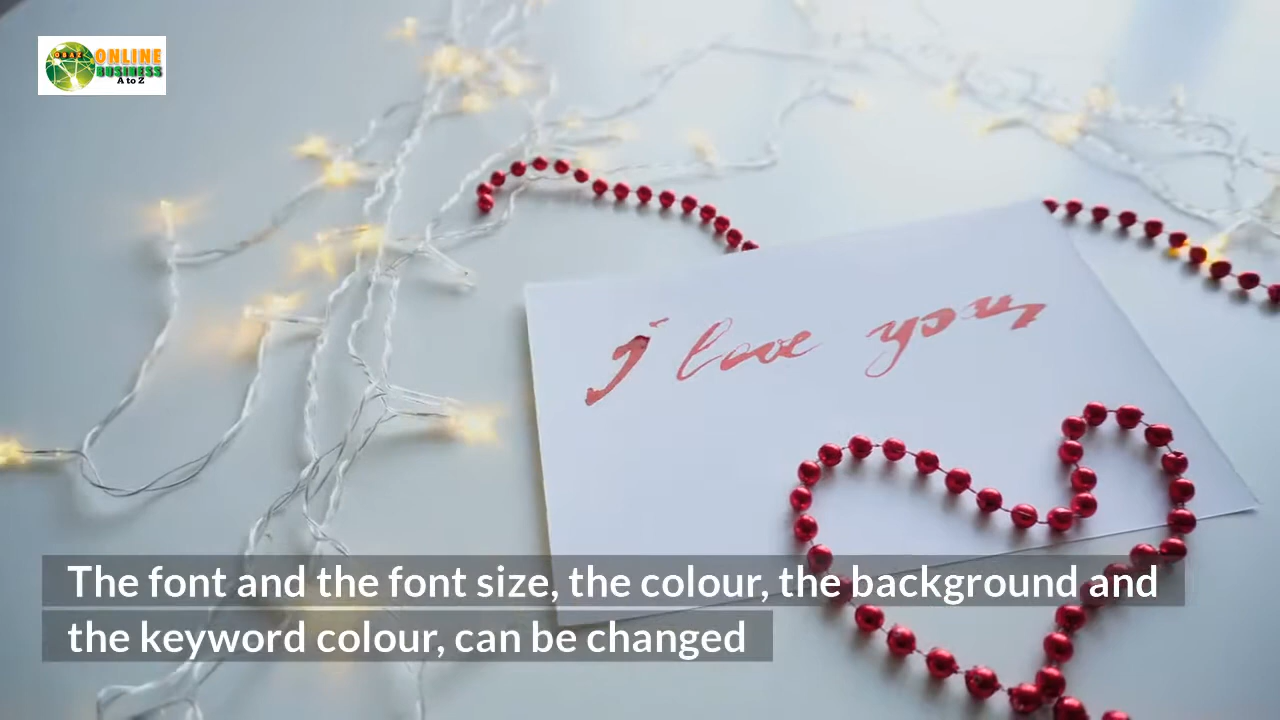 ONLINE
BUSINESS
A to Z
I love you
The font and the font size, the colour, the background and
the keyword colour, can be changed